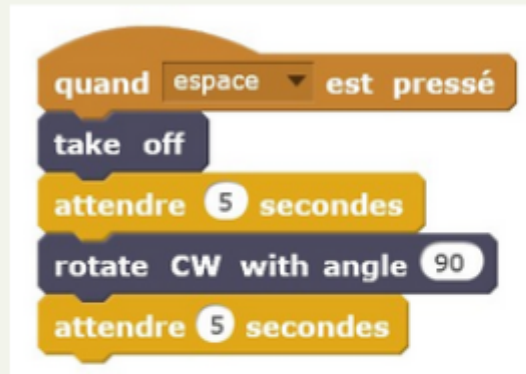 quand espace est pressé
take off
attendre 5 secondes
rotate CW with angle 90
attendre 5 secondes